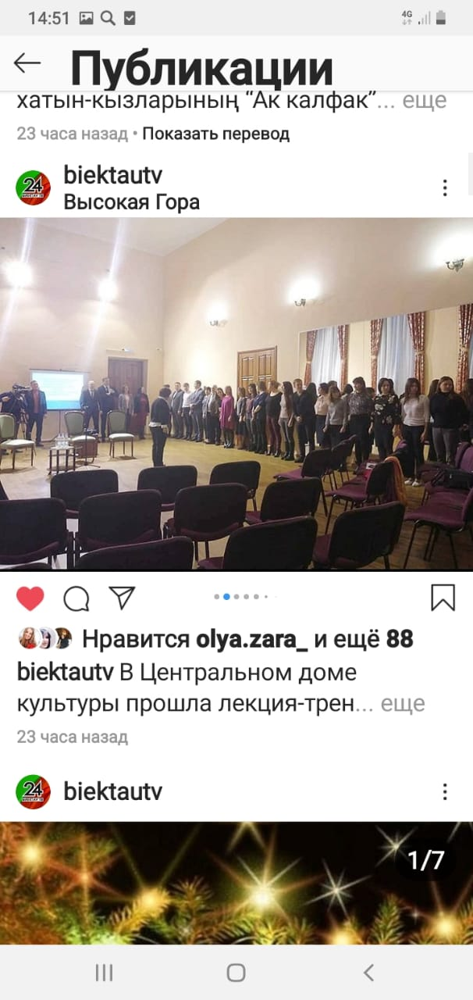 14:51
4G
Публикации
хатын-кызларының “Ак калфак”... еще
23 часа назад • Показать перевод
24
biektautv
Высокая Гора
Нравится olya.zara_ и ещё 88
biektautv В Центральном доме
культуры прошла лекция-трен... еще
23 часа назад
24
biektautv
1/7